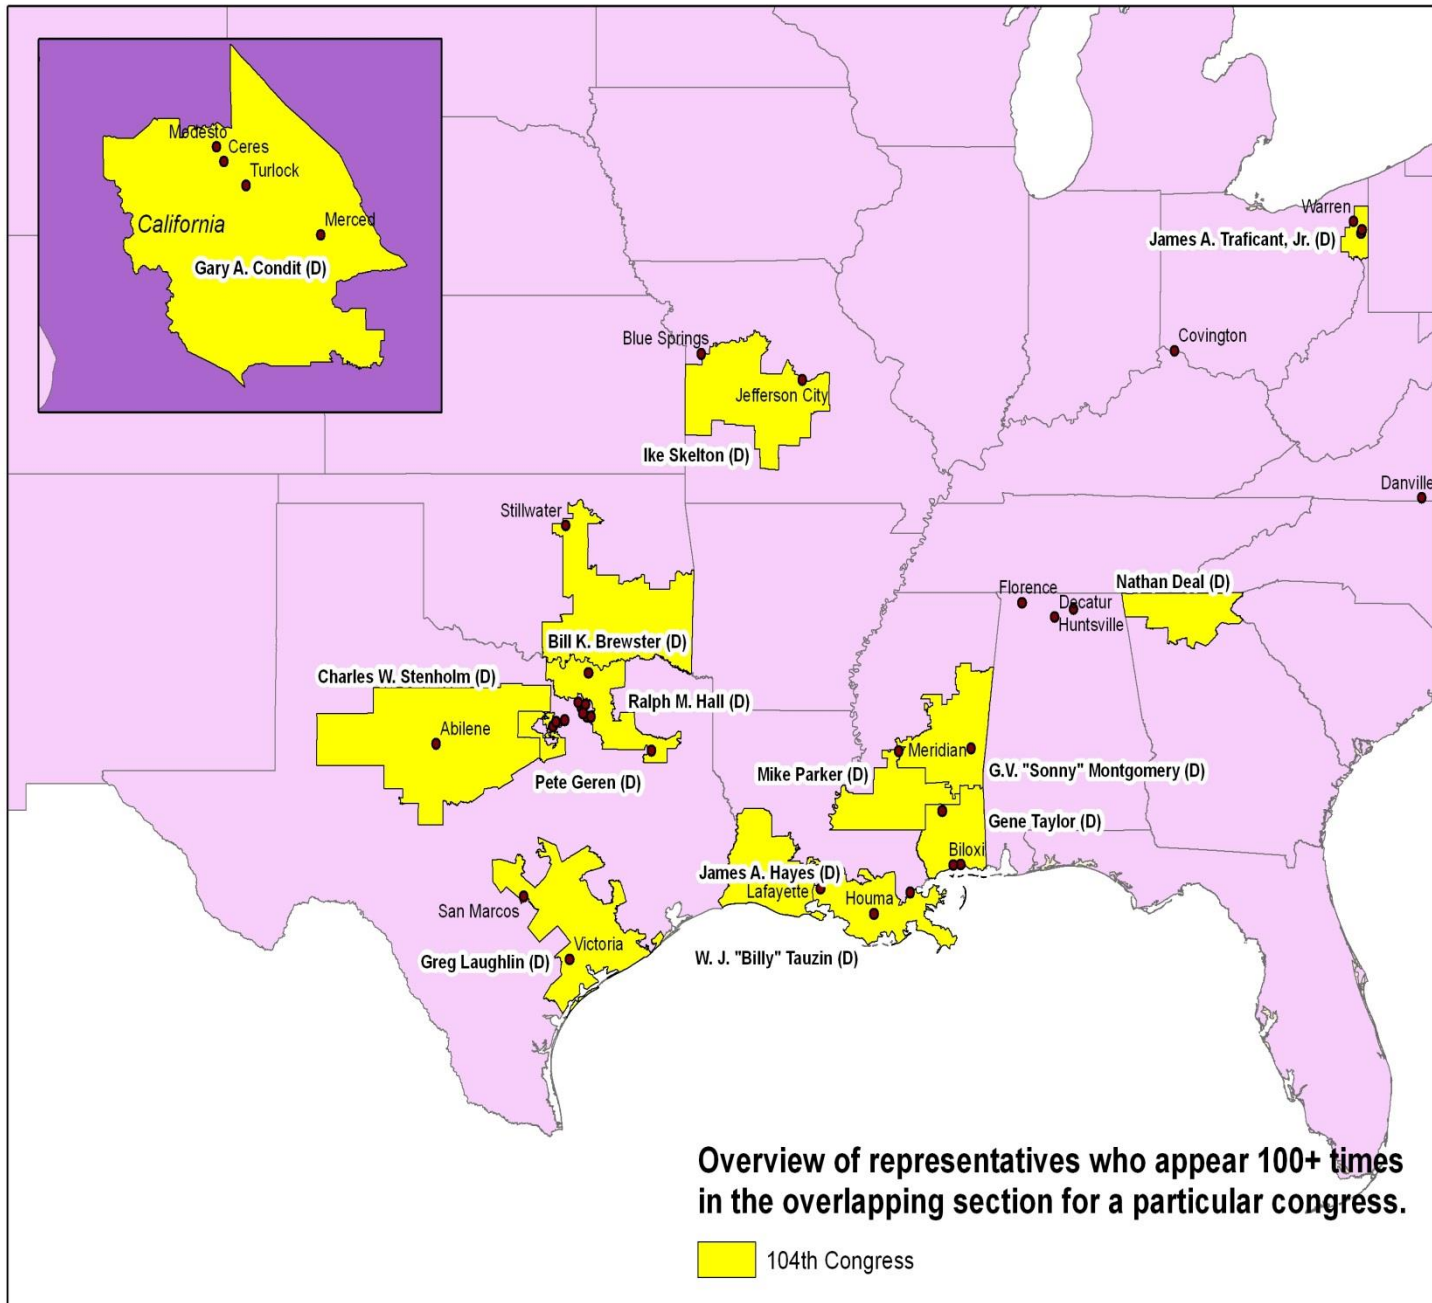 Modesto
Ceres
Turlock
California
Merced
Gary A. Condit (D)
Warren
James A. Traficant, Jr. (D)
Blue Springs
Covington
Jefferson City
Ike Skelton (D)
Danville
Stillwater
Nathan Deal (D)
Florence
Decatur
Huntsville
Bill K. Brewster (D)
Charles W. Stenholm (D)
Ralph M. Hall (D)
Abilene
Meridian
Mike Parker (D)
G.V. "Sonny" Montgomery (D)
Pete Geren (D)
Gene Taylor (D)
Biloxi
James A. Hayes (D)
Lafayette
Houma
San Marcos
Victoria
Greg Laughlin (D)
W. J. "Billy" Tauzin (D)
Overview of representatives who appear 100+ times
in the overlapping section for a particular congress.
104th Congress